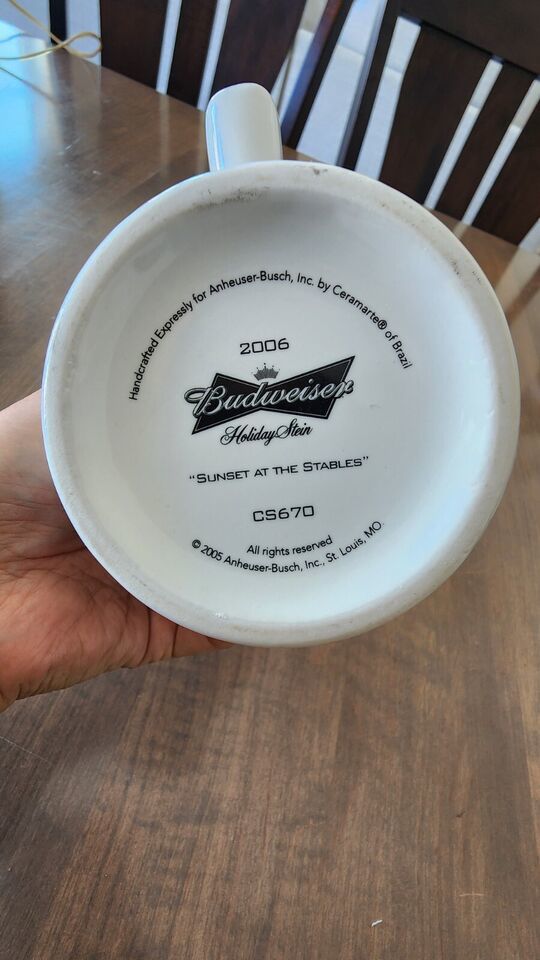 Handcrafted Expressly for Anheuser-Busch, Inc. by Ceramarte® of Brazil
2006
Budweiser
Holiday Stein
"SUNSET AT THE STABLES"
CS670
All rights reserved
© 2005 Anheuser-Busch, Inc., St. Louis, MO